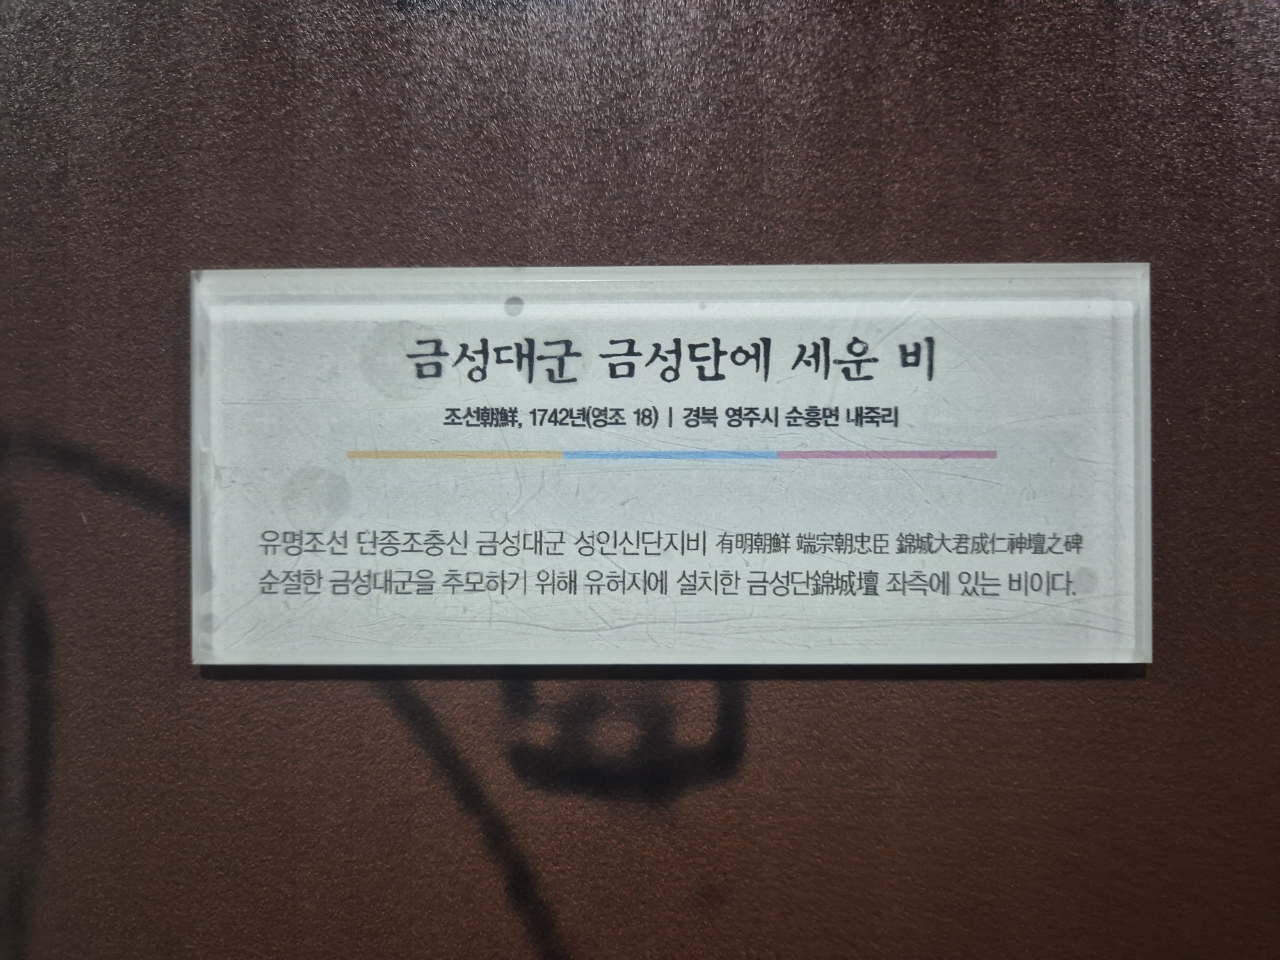 금성대군 금성단에 세운 비
조선朝鮮, 1742년(영조 18) | 경북 영주시 순흥면 내죽리
유명조선 단종조충신 금성대군 성인신단지비 有明朝鮮 端宗朝忠臣 錦城大君成仁神壇之碑
순절한 금성대군을 추모하기 위해 유허지에 설치한 금성단錦城壇 좌측에 있는 비이다.